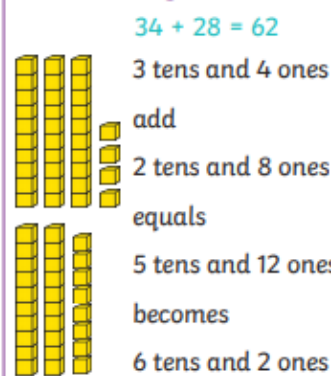 34 + 28 = 62
3 tens and 4 ones
add
2 tens and 8 ones
equals
5 tens and 12 ones
becomes
6 tens and 2 ones